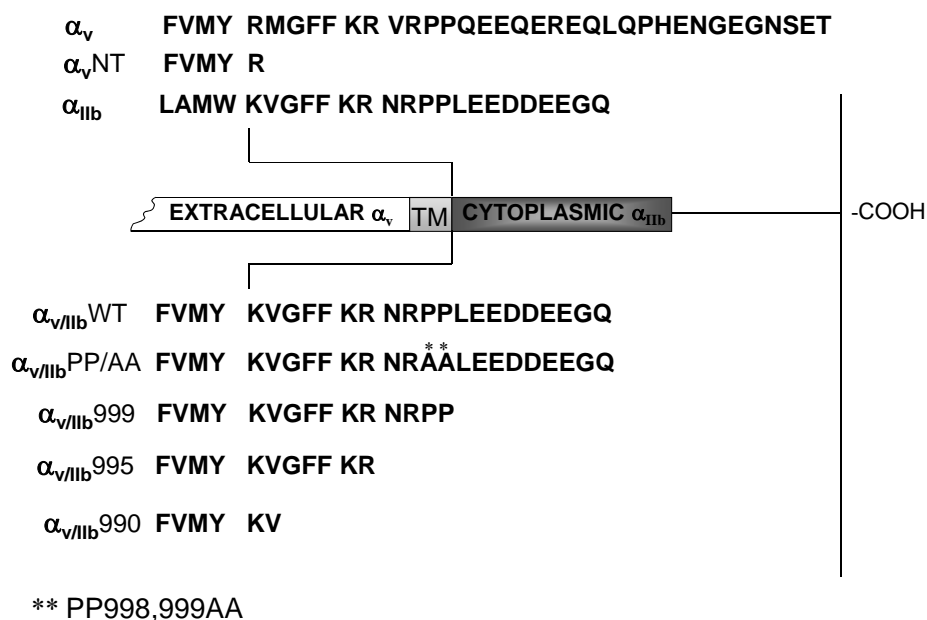 αv FVMY RMGFF KR VRPPQEEQEREQLQPHENGEGNSET
αvNT FVMY R
αIIb LAMW KVGFF KR NRPPLEEDDEEGQ
EXTRACELLULAR αv TM CYTOPLASMIC αIIb -COOH
αv/IIbWT FVMY KVGFF KR NRPPLEEDDEEGQ
* *
αv/IIbPP/AA FVMY KVGFF KR NRAALEEDDEEGQ
αv/IIb999 FVMY KVGFF KR NRPP
αv/IIb995 FVMY KVGFF KR
αv/IIb990 FVMY KV
** PP998,999AA